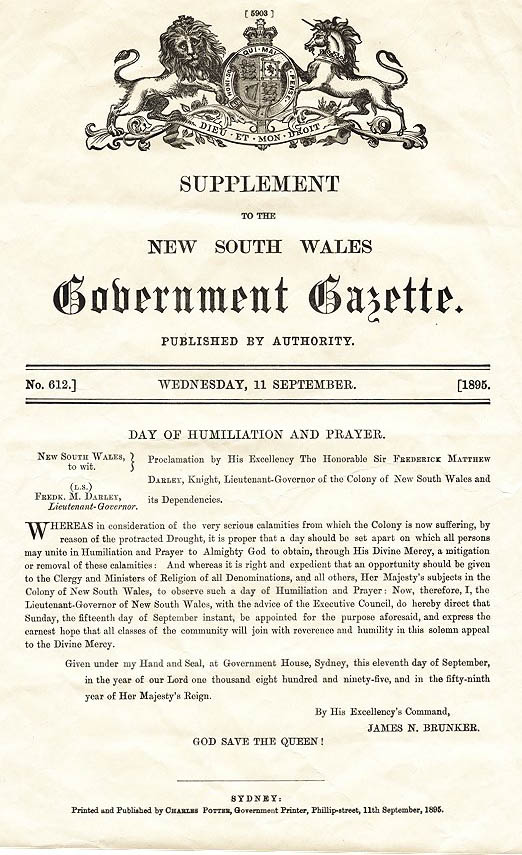 [ 5903 ]
HONI·SOIT·QUI·MAL·Y·PENSE
DIEU·ET·MON·DROIT
SUPPLEMENT
TO THE
NEW SOUTH WALES
Government Gazette.
PUBLISHED BY AUTHORITY.
No. 612.] WEDNESDAY, 11 SEPTEMBER. [1895.
DAY OF HUMILIATION AND PRAYER.
NEW SOUTH WALES, }
to wit. }
(L.S.)
FREDK. M. DARLEY,
Lieutenant-Governor.
Proclamation by His Excellency The Honorable Sir FREDERICK MATTHEW
DARLEY, Knight, Lieutenant-Governor of the Colony of New South Wales and
its Dependencies.
WHEREAS in consideration of the very serious calamities from which the Colony is now suffering, by
reason of the protracted Drought, it is proper that a day should be set apart on which all persons
may unite in Humiliation and Prayer to Almighty God to obtain, through His Divine Mercy, a mitigation
or removal of these calamities: And whereas it is right and expedient that an opportunity should be given
to the Clergy and Ministers of Religion of all Denominations, and all others, Her Majesty's subjects in the
Colony of New South Wales, to observe such a day of Humiliation and Prayer: Now, therefore, I, the
Lieutenant-Governor of New South Wales, with the advice of the Executive Council, do hereby direct that
Sunday, the fifteenth day of September instant, be appointed for the purpose aforesaid, and express the
earnest hope that all classes of the community will join with reverence and humility in this solemn appeal
to the Divine Mercy.
Given under my Hand and Seal, at Government House, Sydney, this eleventh day of September,
in the year of our Lord one thousand eight hundred and ninety-five, and in the fifty-ninth
year of Her Majesty's Reign.
By His Excellency's Command,
JAMES N. BRUNKER.
GOD SAVE THE QUEEN!
SYDNEY:
Printed and Published by CHARLES POTTER, Government Printer, Phillip-street, 11th September, 1895.